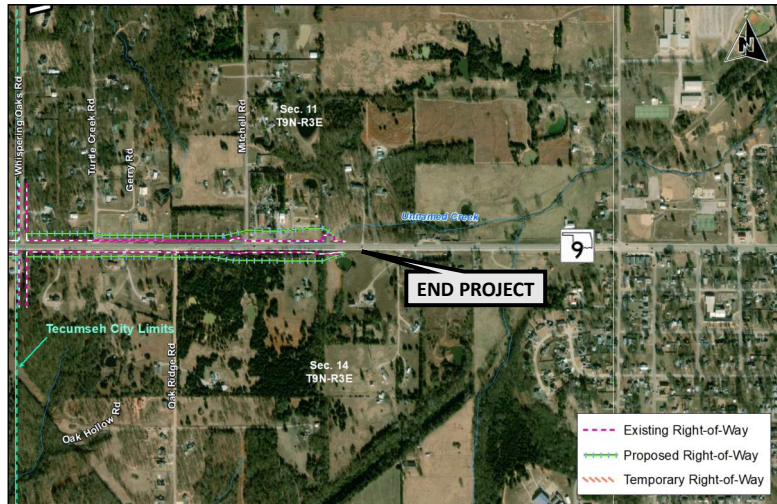 N
Whispering Oaks Rd
Turtle Creek Rd
Gerry Rd
Mitchell Rd
Sec. 11
T9N-R3E
Unnamed Creek
9
END PROJECT
Tecumseh City Limits
Oak Ridge Rd
Sec. 14
T9N-R3E
Oak Hollow Rd
Existing Right-of-Way
Proposed Right-of-Way
Temporary Right-of-Way